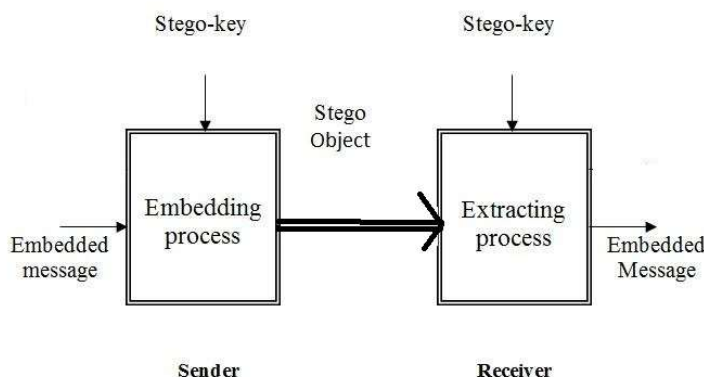 Stego-key
Stego-key
Stego
Object
Embedding
process
Extracting
process
Embedded
message
Embedded
Message
Sender
Receiver